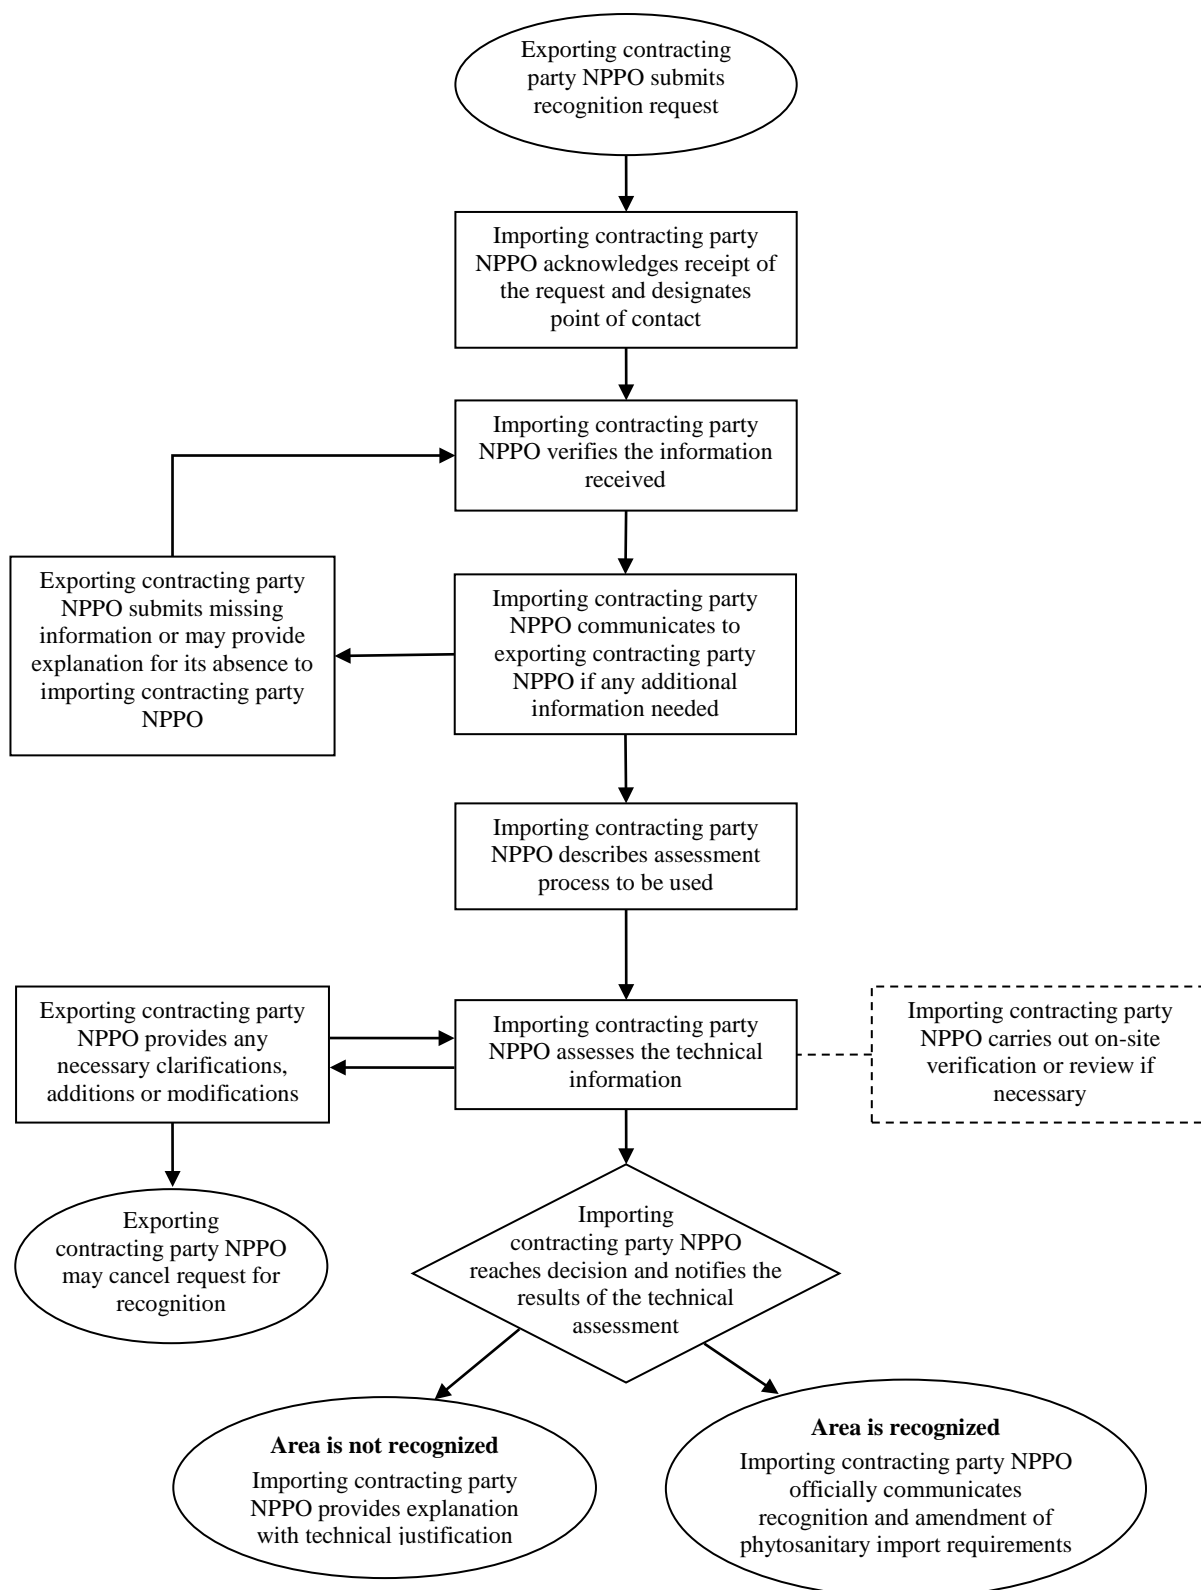 Exporting contracting
party NPPO submits
recognition request
Importing contracting party
NPPO acknowledges receipt of
the request and designates
point of contact
Importing contracting party
NPPO verifies the information
received
Exporting contracting party
NPPO submits missing
information or may provide
explanation for its absence to
importing contracting party
NPPO
Importing contracting party
NPPO communicates to
exporting contracting party
NPPO if any additional
information needed
Importing contracting party
NPPO describes assessment
process to be used
Exporting contracting party
NPPO provides any
necessary clarifications,
additions or modifications
Importing contracting party
NPPO assesses the technical
information
Importing contracting party
NPPO carries out on-site
verification or review if
necessary
Exporting
contracting party NPPO
may cancel request for
recognition
Importing
contracting party NPPO
reaches decision and notifies the
results of the technical
assessment
Area is not recognized
Importing contracting party
NPPO provides explanation
with technical justification
Area is recognized
Importing contracting party NPPO
officially communicates
recognition and amendment of
phytosanitary import requirements